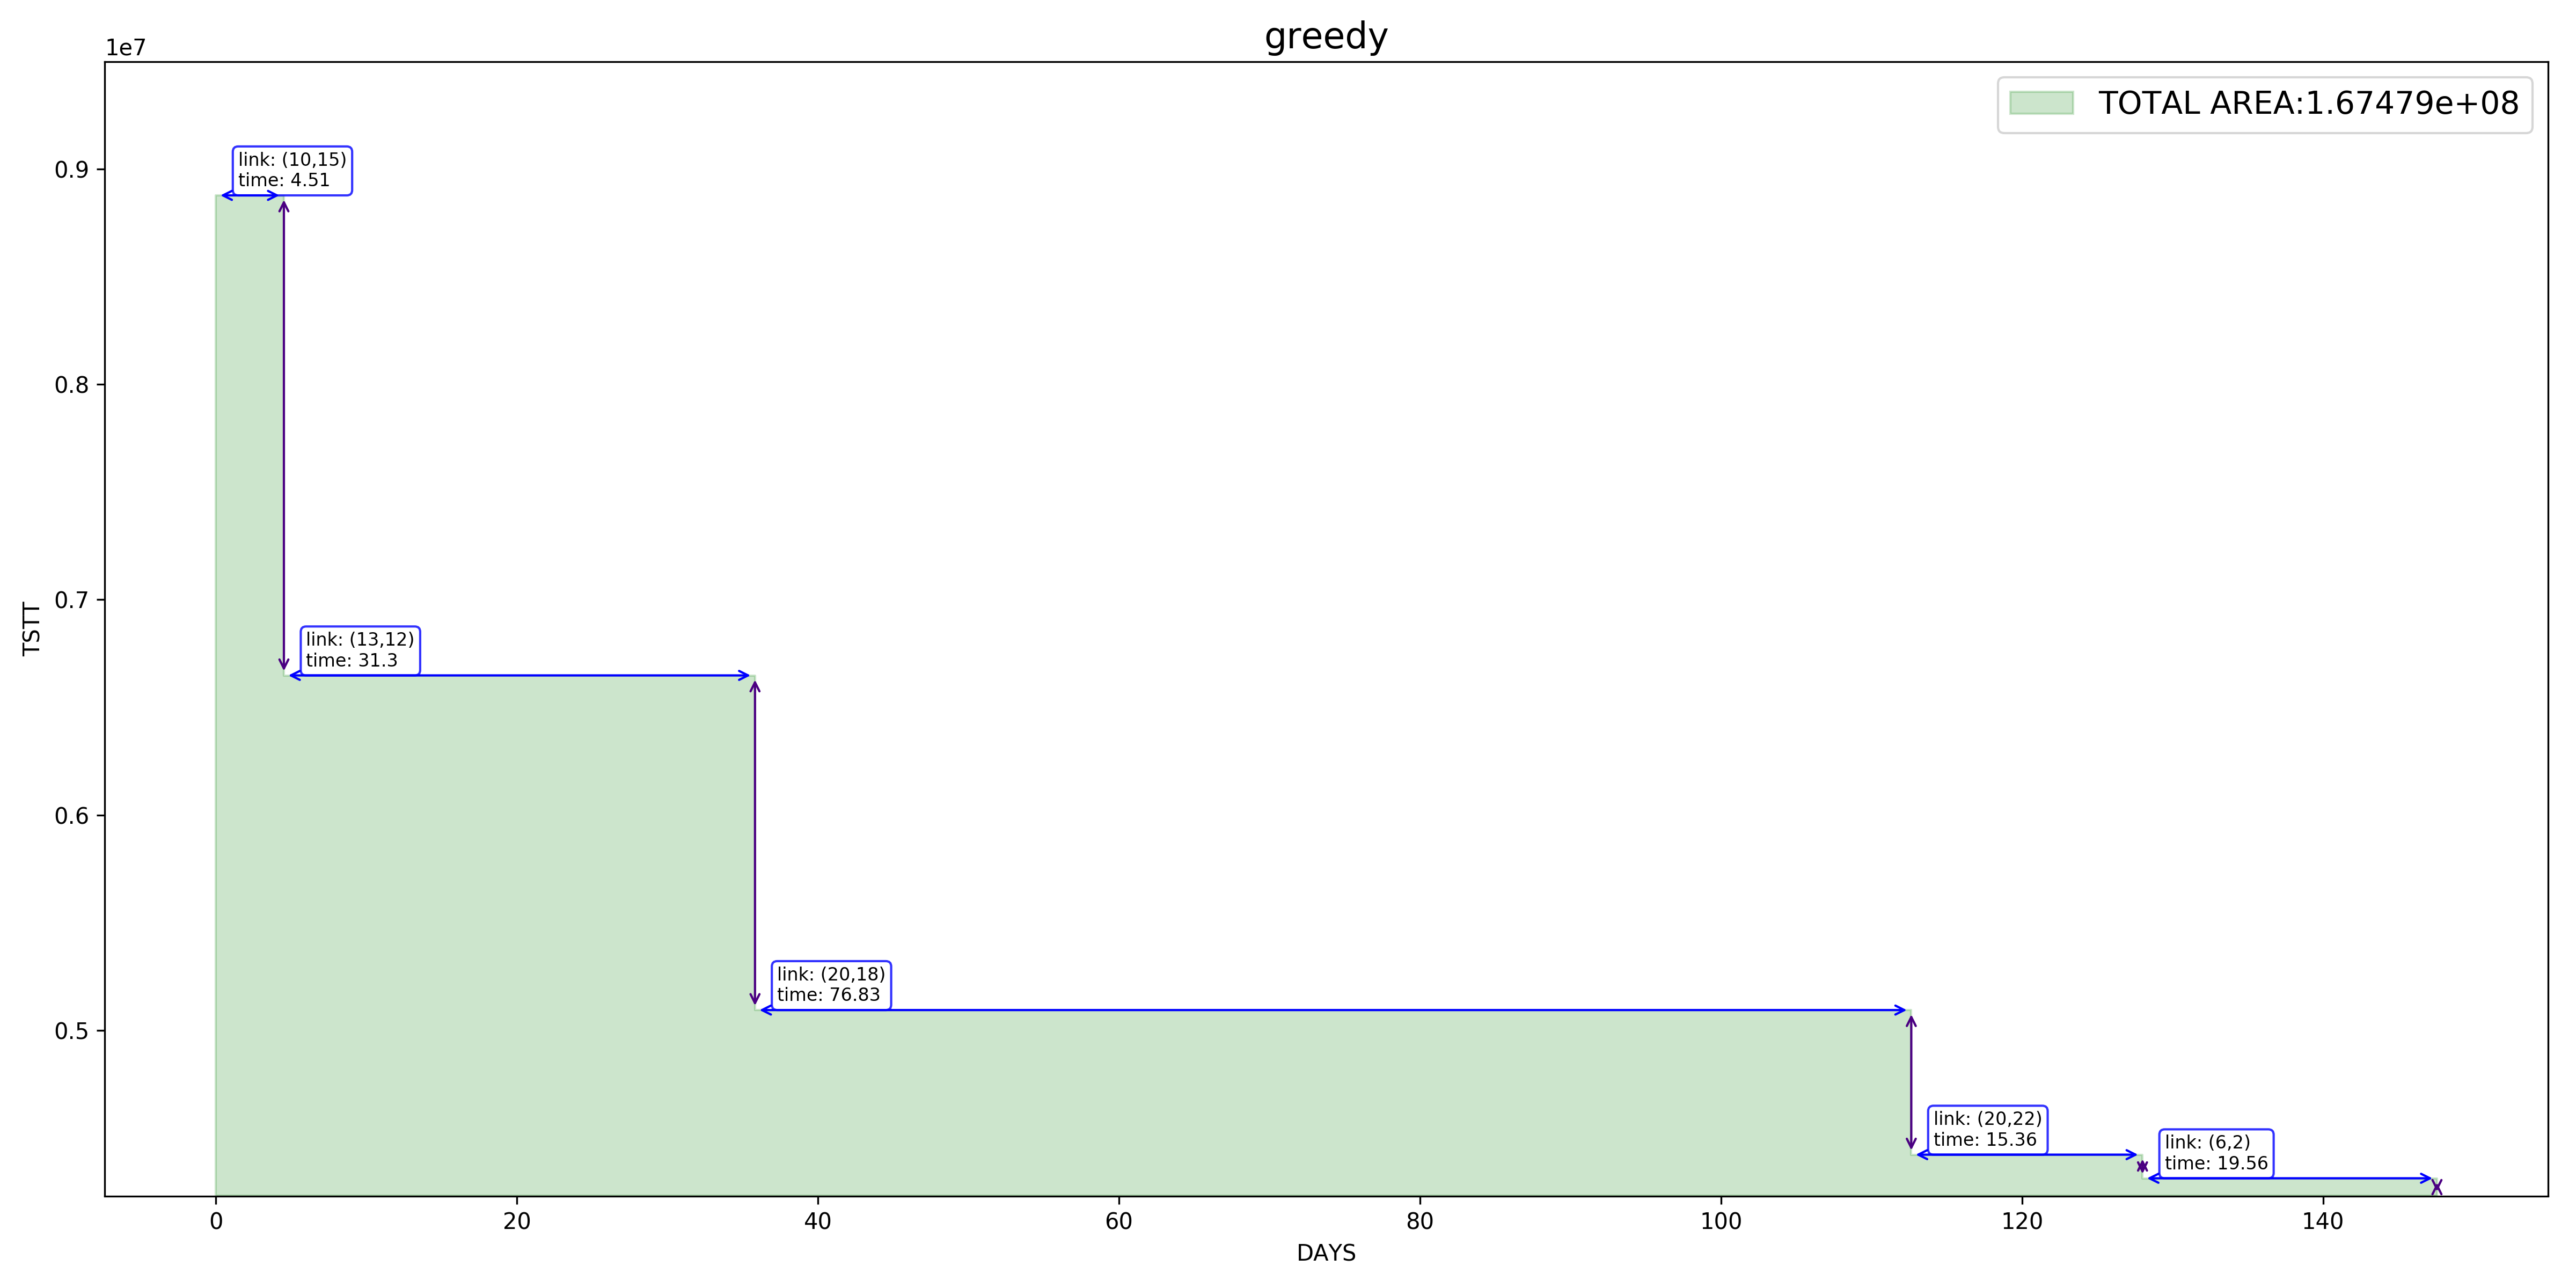 greedy
1e7
TOTAL AREA:1.67479e+08
0.9
0.8
0.7
0.6
0.5
TSTT
link: (10,15)
time: 4.51
link: (13,12)
time: 31.3
link: (20,18)
time: 76.83
link: (20,22)
time: 15.36
link: (6,2)
time: 19.56
0 20 40 60 80 100 120 140
DAYS